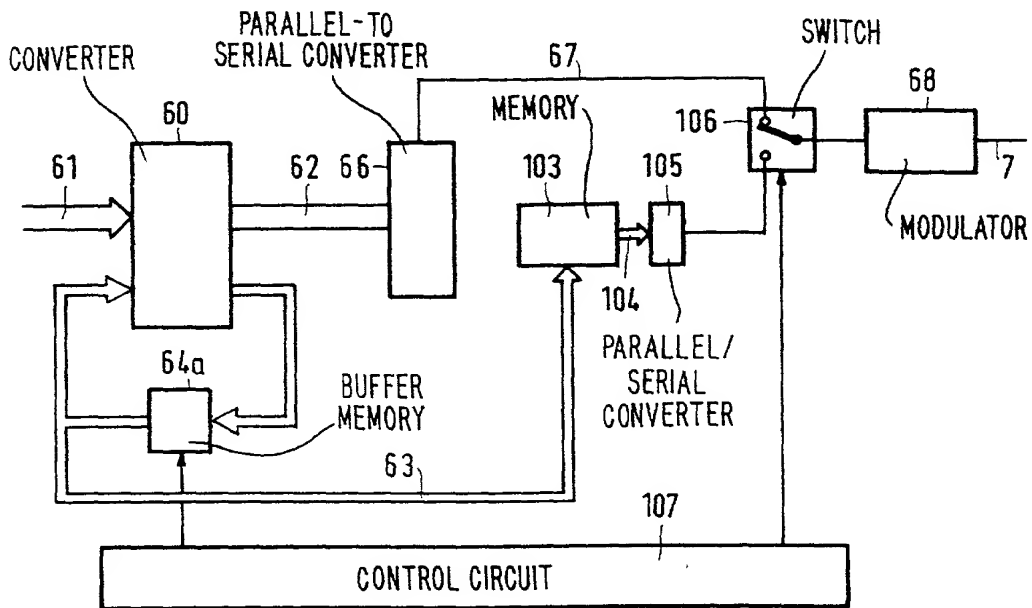 PARALLEL-TO
SERIAL CONVERTER
CONVERTER
SWITCH
67
MEMORY
60
68
106
61
62
66
103
105
7
MODULATOR
104
64a
BUFFER
MEMORY
PARALLEL/
SERIAL
CONVERTER
63
107
CONTROL CIRCUIT